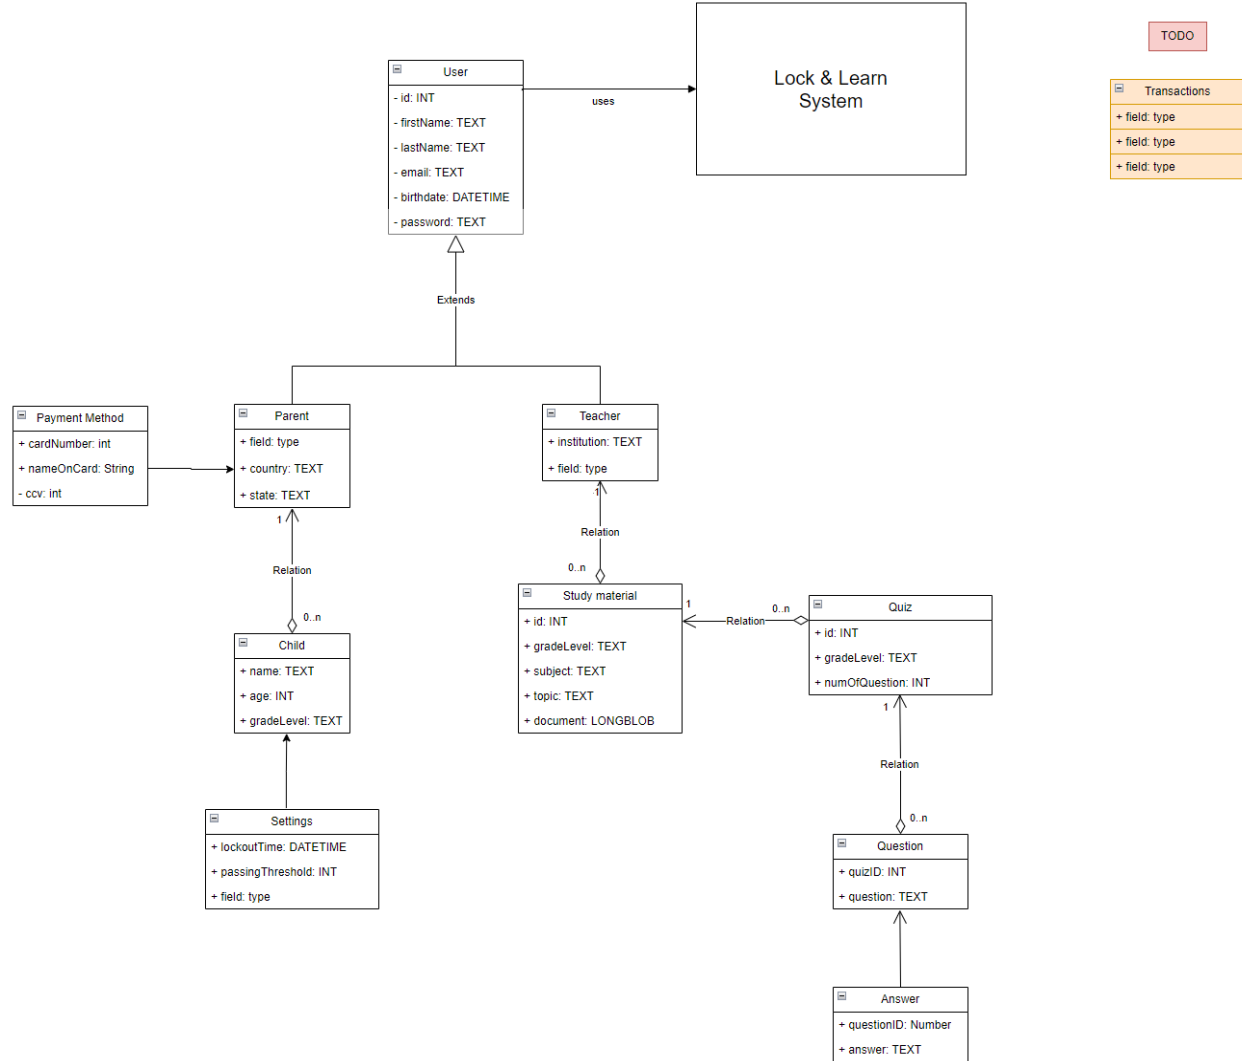 TODO
Lock & Learn
System
Transactions
+ field: type
+ field: type
+ field: type
User
- id: INT
- firstName: TEXT
- lastName: TEXT
- email: TEXT
- birthdate: DATETIME
- password: TEXT
uses
Extends
Payment Method
+ cardNumber: int
+ nameOnCard: String
- ccv: int
Parent
+ field: type
+ country: TEXT
+ state: TEXT
Teacher
+ institution: TEXT
+ field: type
1
Relation
0..n
1
Relation
0..n
Child
+ name: TEXT
+ age: INT
+ gradeLevel: TEXT
Study material
+ id: INT
+ gradeLevel: TEXT
+ subject: TEXT
+ topic: TEXT
+ document: LONGBLOB
1
Relation
0..n
Quiz
+ id: INT
+ gradeLevel: TEXT
+ numOfQuestion: INT
1
Relation
0..n
Settings
+ lockoutTime: DATETIME
+ passingThreshold: INT
+ field: type
Question
+ quizID: INT
+ question: TEXT
Answer
+ questionID: Number
+ answer: TEXT